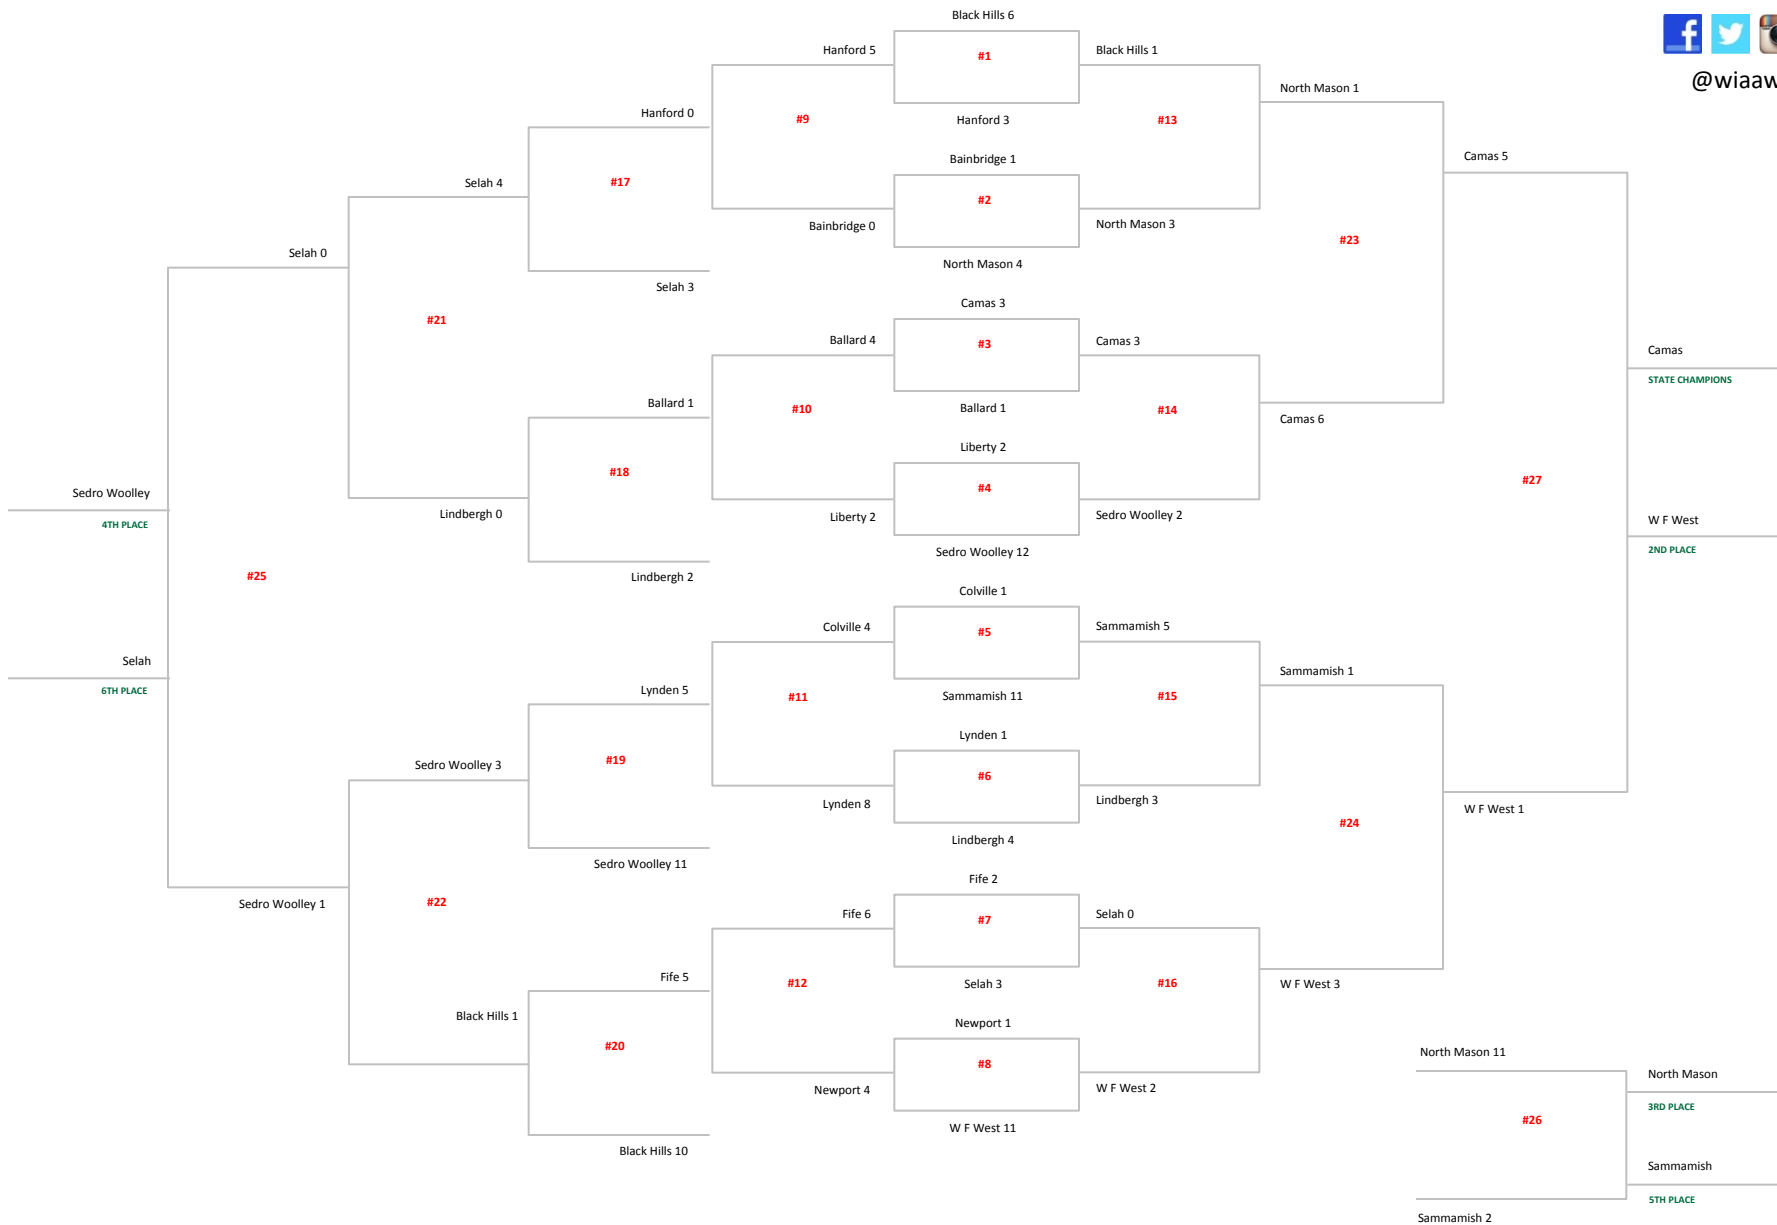 Black Hills 6
Hanford 5
#1
Black Hills 1
@wiaaw
North Mason 1
Hanford 0
#9
Hanford 3
#13
Bainbridge 1
Camas 5
Selah 4
#17
#2
Bainbridge 0
North Mason 3
#23
Selah 0
North Mason 4
Selah 3
Camas 3
#21
Ballard 4
#3
Camas 3
Camas
STATE CHAMPIONS
Ballard 1
#10
Ballard 1
#14
Camas 6
Liberty 2
#18
#27
Sedro Woolley
4TH PLACE
Lindbergh 0
Liberty 2
#4
Sedro Woolley 2
W F West
2ND PLACE
Sedro Woolley 12
#25
Lindbergh 2
Colville 1
Colville 4
#5
Sammamish 5
Selah
6TH PLACE
Sammamish 1
Lynden 5
#11
Sammamish 11
#15
Lynden 1
Sedro Woolley 3
#19
#6
Lynden 8
Lindbergh 3
W F West 1
#24
Lindbergh 4
Sedro Woolley 11
Fife 2
Sedro Woolley 1
#22
Fife 6
#7
Selah 0
Fife 5
#12
Selah 3
#16
W F West 3
Black Hills 1
Newport 1
#20
North Mason 11
#8
North Mason
3RD PLACE
Newport 4
W F West 2
#26
W F West 11
Black Hills 10
Sammamish
5TH PLACE
Sammamish 2